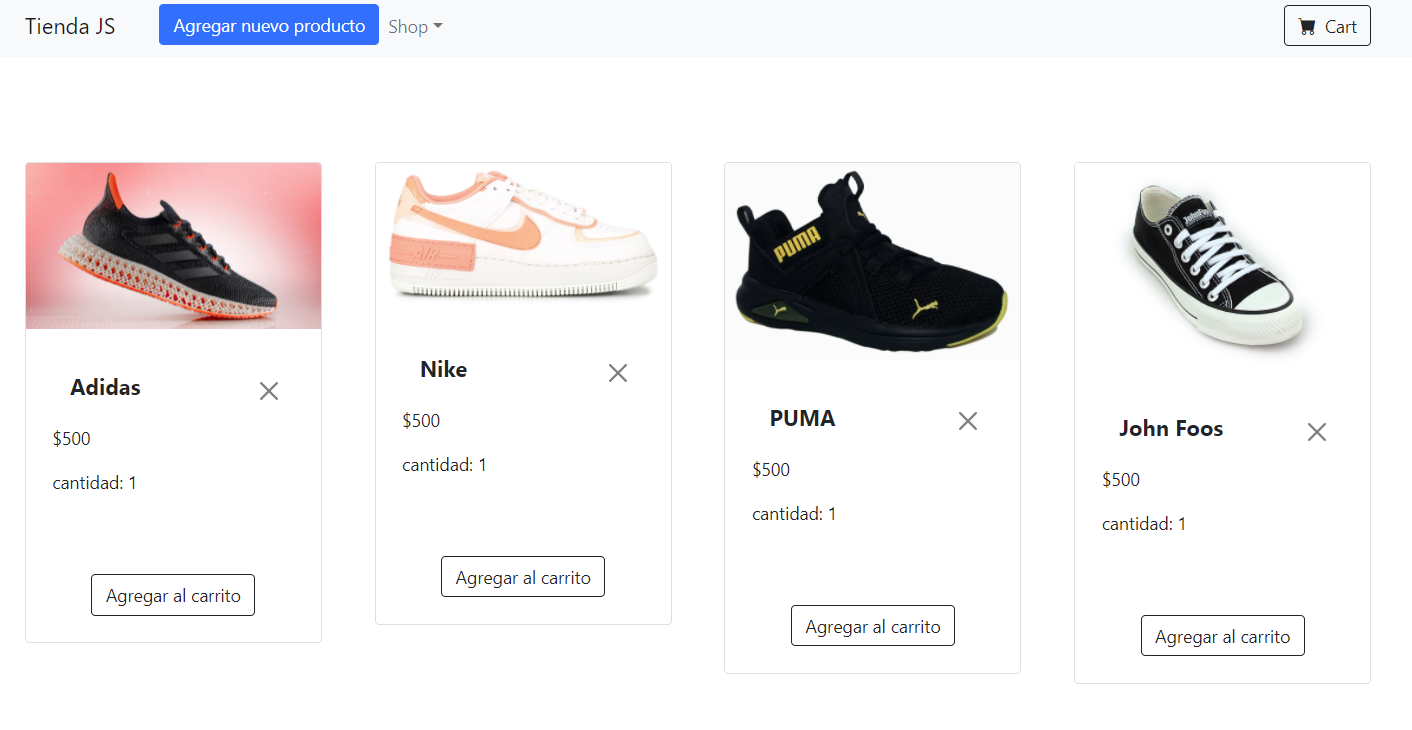 Tienda JS
Agregar nuevo producto
Shop
Cart
Adidas
$500
cantidad: 1
Agregar al carrito
AIR
Nike
$500
cantidad: 1
Agregar al carrito
PUMA
PUMA
$500
cantidad: 1
Agregar al carrito
John Foos
$500
cantidad: 1
Agregar al carrito